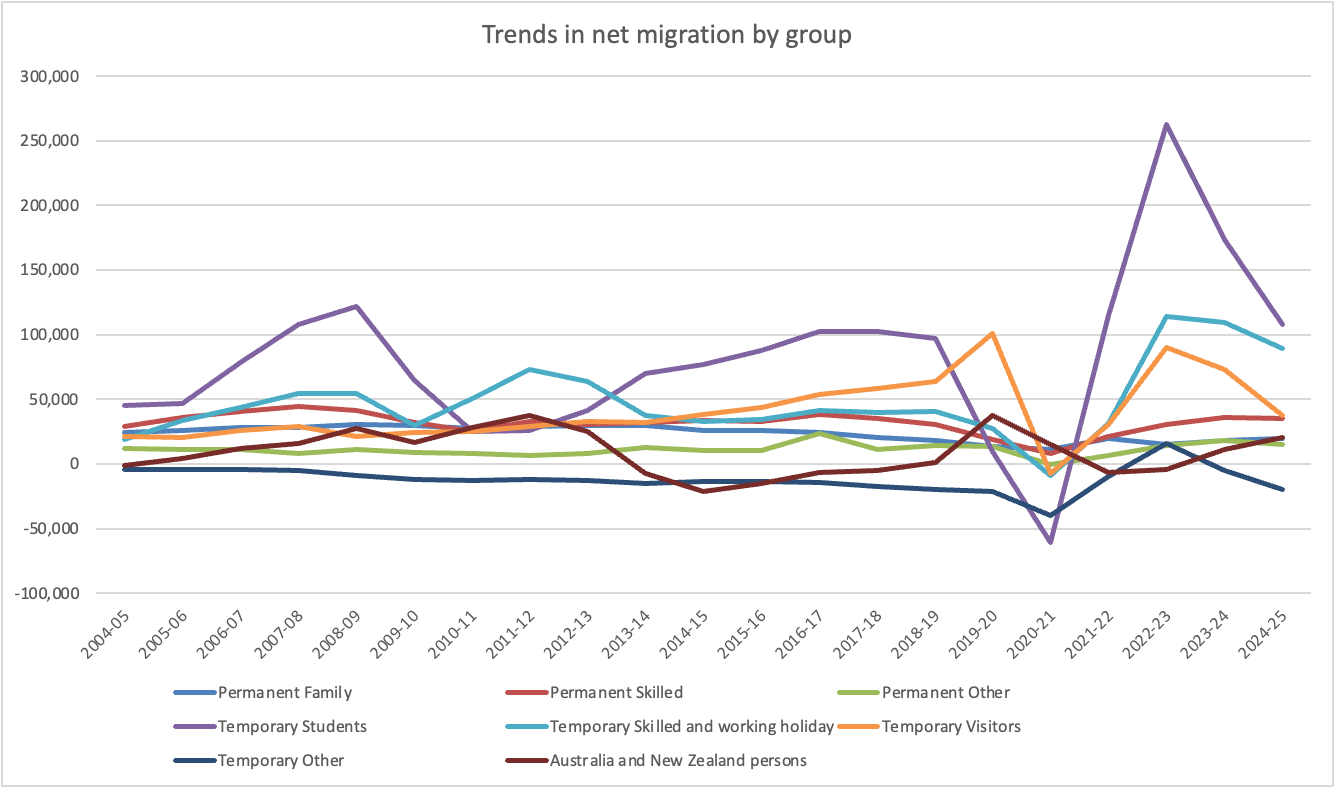 Trends in net migration by group
300,000
250,000
200,000
150,000
100,000
50,000
0
-50,000
-100,000
2004-05 2005-06 2006-07 2007-08 2008-09 2009-10 2010-11 2011-12 2012-13 2013-14 2014-15 2015-16 2016-17 2017-18 2018-19 2019-20 2020-21 2021-22 2022-23 2023-24 2024-25
Permanent Family Permanent Skilled Permanent Other
Temporary Students Temporary Skilled and working holiday Temporary Visitors
Temporary Other Australia and New Zealand persons